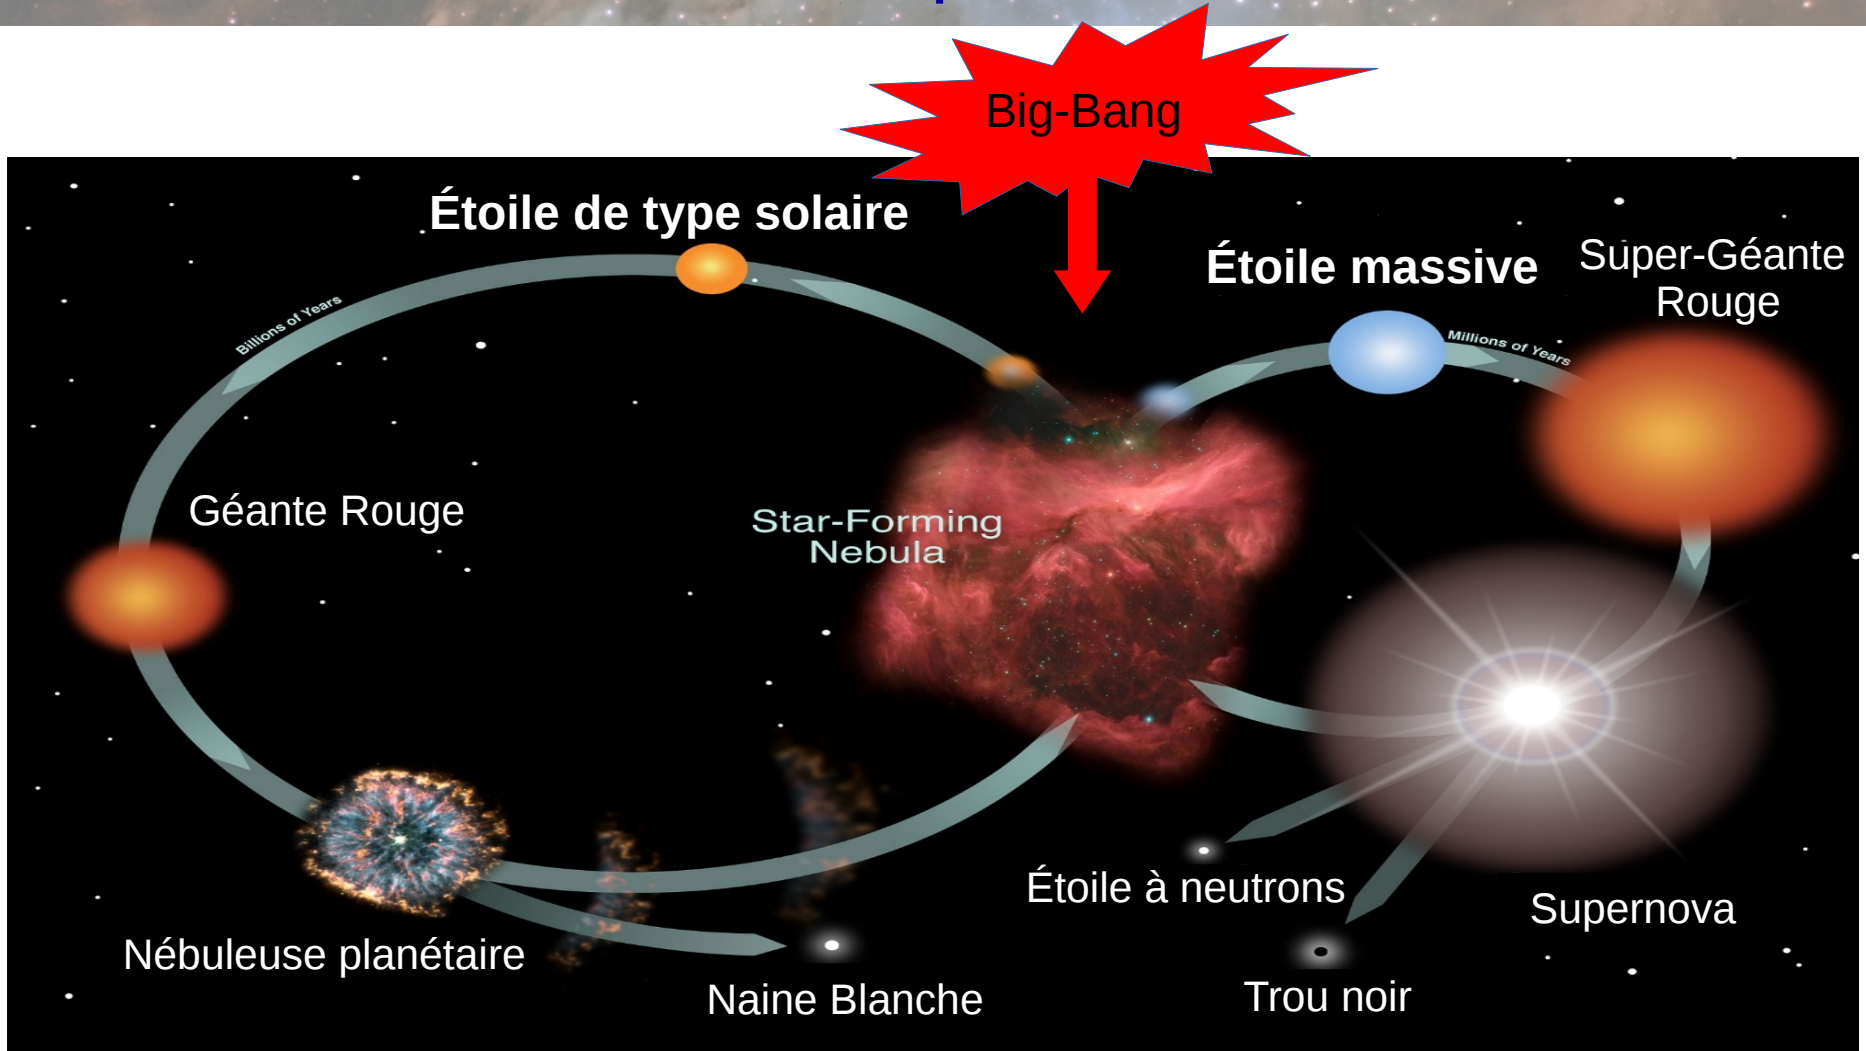 Big-Bang
Étoile de type solaire
Étoile massive
Super-Géante
Rouge
Billions of Years
Millions of Years
Géante Rouge
Star-Forming
Nebula
Étoile à neutrons
Supernova
Nébuleuse planétaire
Naine Blanche
Trou noir